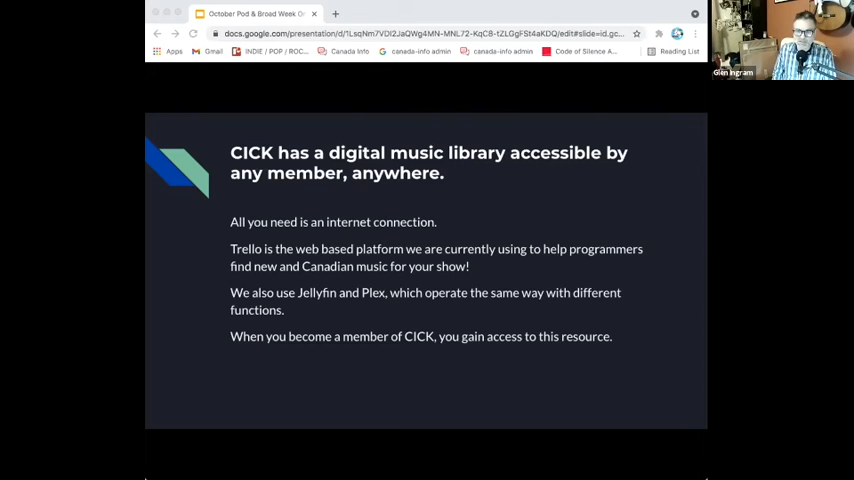 October Pod & Broad Week Or
docs.google.com/presentation/d/1LsqNm7VDI2JaQWg4MN-MNL72-KqC8-tZLGgFSt4aKDQ/edit#slide=id.gc...
Apps Gmail INDIE / POP / ROC... Canada Info canada-info admin canada-info admin Code of Silence A... Reading List
Glen Ingram
CICK has a digital music library accessible by
any member, anywhere.
All you need is an internet connection.
Trello is the web based platform we are currently using to help programmers
find new and Canadian music for your show!
We also use Jellyfin and Plex, which operate the same way with different
functions.
When you become a member of CICK, you gain access to this resource.